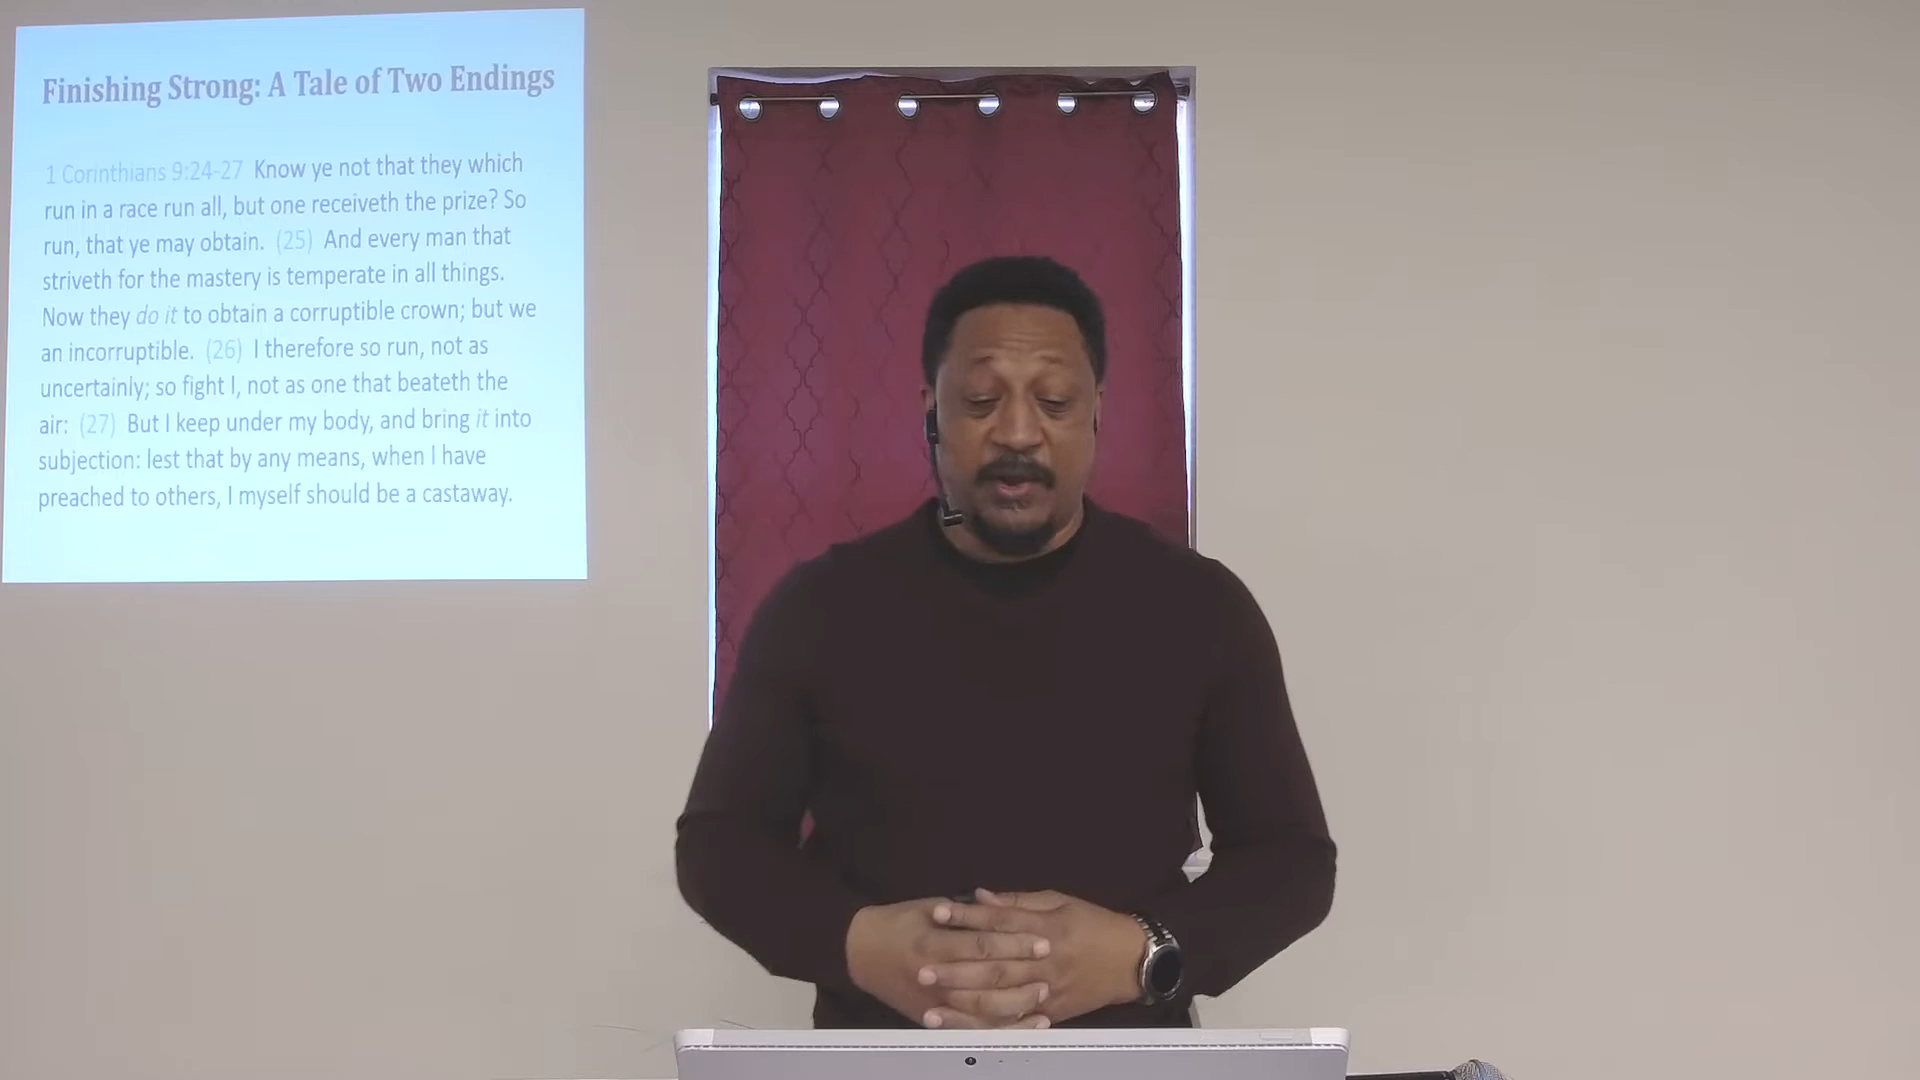 Finishing Strong: A Tale of Two Endings
1 Corinthians 9:24-27 Know ye not that they which
run in a race run all, but one receiveth the prize? So
run, that ye may obtain. (25) And every man that
striveth for the mastery is temperate in all things.
Now they do it to obtain a corruptible crown; but we
an incorruptible. (26) I therefore so run, not as
uncertainly; so fight I, not as one that beateth the
air: (27) But I keep under my body, and bring it into
subjection: lest that by any means, when I have
preached to others, I myself should be a castaway.